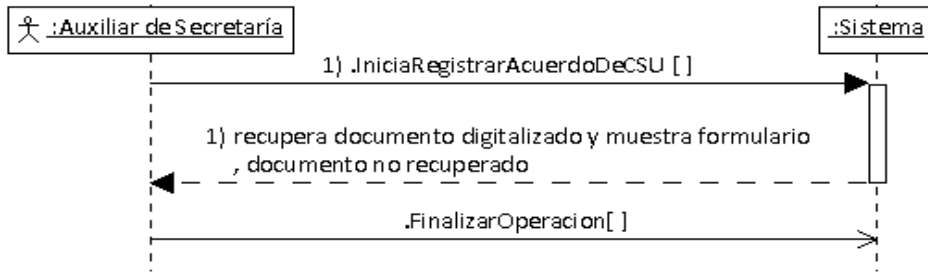 :Auxiliar de Secretaría
:Sistema
1) .IniciaRegistrarAcuerdoDeCSU [ ]
1) recupera documento digitalizado y muestra formulario
, documento no recuperado
.FinalizarOperacion[ ]